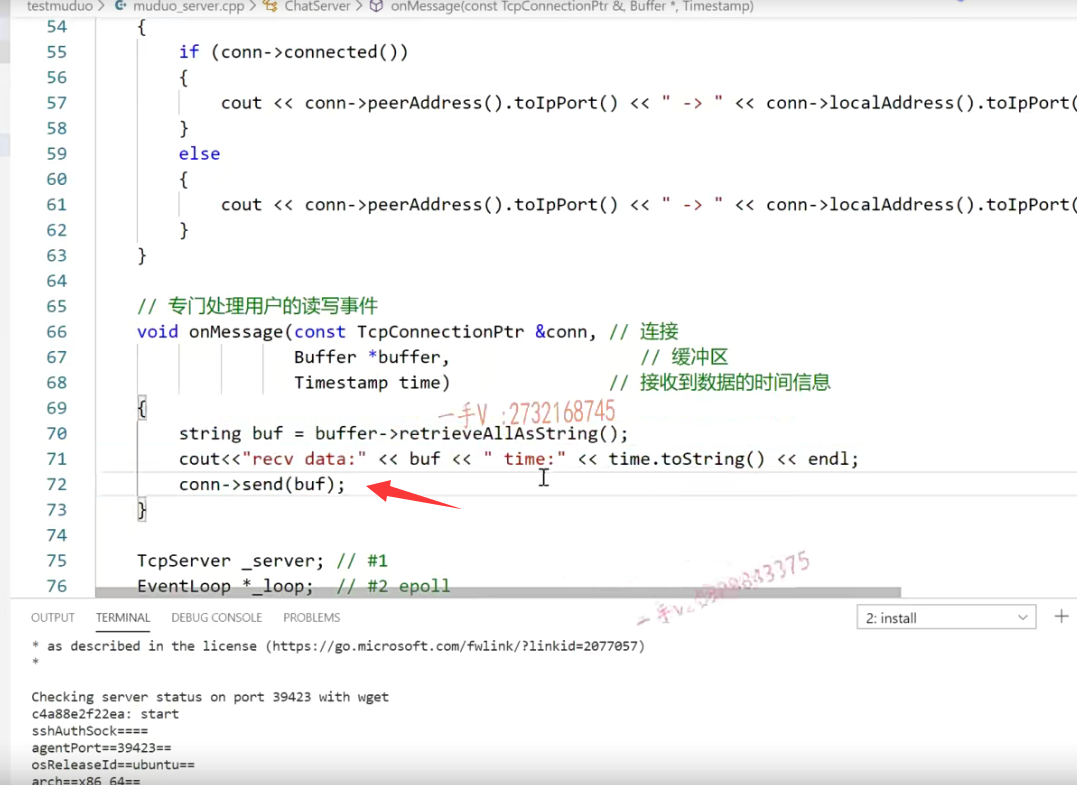 testmuduo > muduo_server.cpp > ChatServer > onMessage(const TcpConnectionPtr &, Buffer *, Timestamp)
54 {
55 if (conn->connected())
56 {
57 cout << conn->peerAddress().toIpPort() << " -> " << conn->localAddress().toIpPort(
58 }
59 else
60 {
61 cout << conn->peerAddress().toIpPort() << " -> " << conn->localAddress().toIpPort(
62 }
63 }
64
65 // 专门处理用户的读写事件
66 void onMessage(const TcpConnectionPtr &conn, // 连接
67 Buffer *buffer, // 缓冲区
68 Timestamp time) // 接收到数据的时间信息
69 {
一手V :2732168745
70 string buf = buffer->retrieveAllAsString();
71 cout<<"recv data:" << buf << " time:" << time.toString() << endl;
72 conn->send(buf);
73 }
74
75 TcpServer _server; // #1
76 EventLoop *_loop; // #2 epoll
OUTPUT TERMINAL DEBUG CONSOLE PROBLEMS
2: install
* as described in the license (https://go.microsoft.com/fwlink/?linkid=2077057)
*
Checking server status on port 39423 with wget
c4a88e2f22ea: start
sshAuthSock====
agentPort==39423==
osReleaseId==ubuntu==
arch==x86_64==